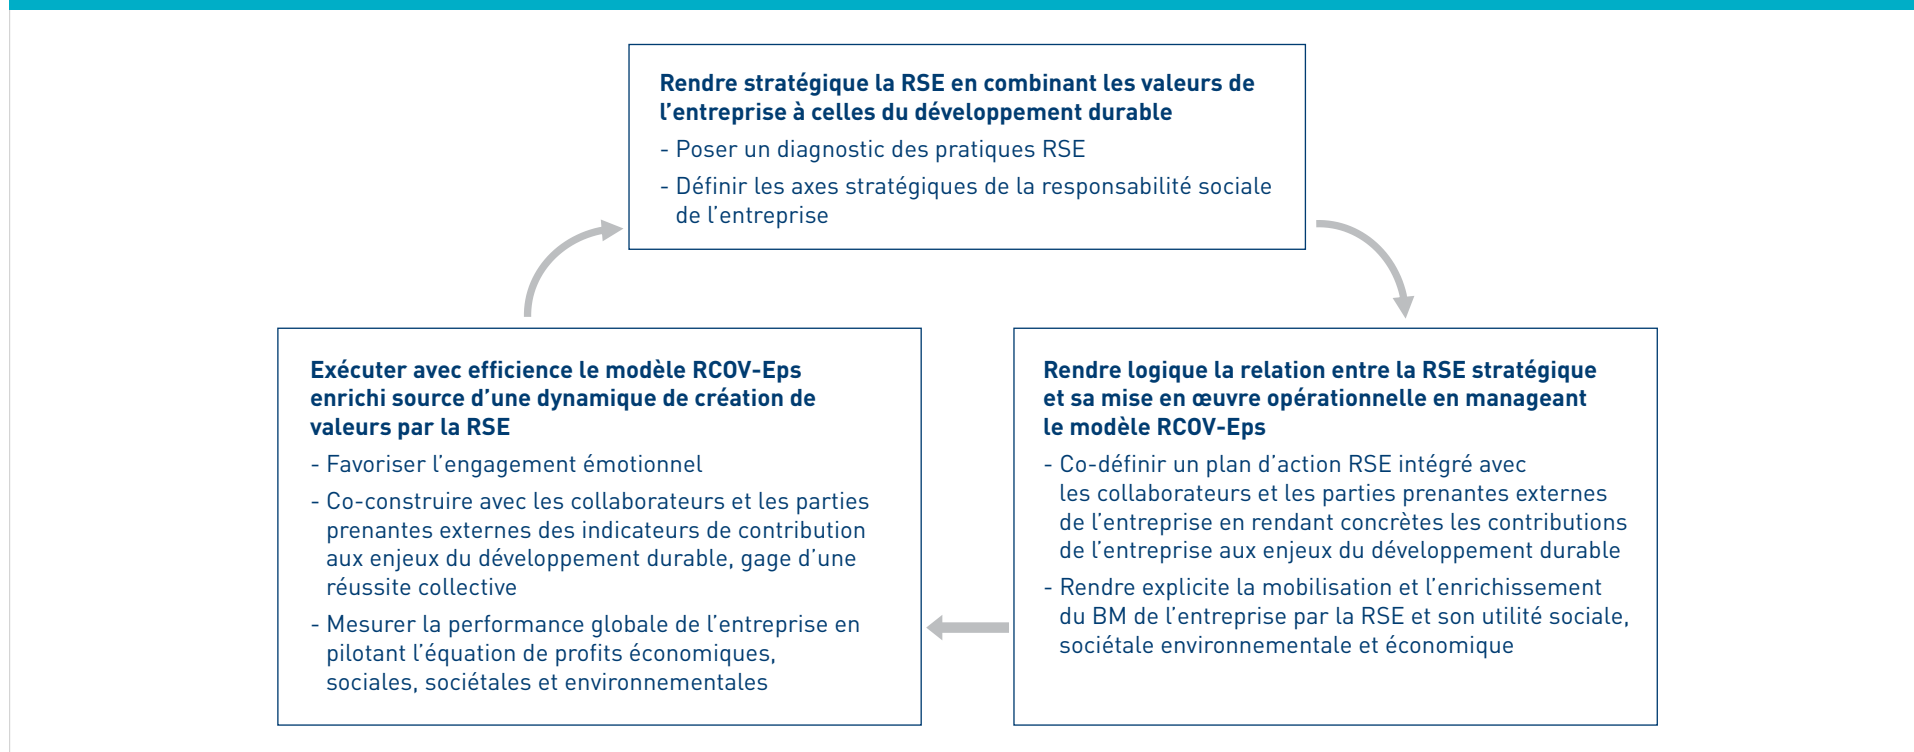 Rendre stratégique la RSE en combinant les valeurs de
l’entreprise à celles du développement durable
- Poser un diagnostic des pratiques RSE
- Définir les axes stratégiques de la responsabilité sociale
de l’entreprise
Exécuter avec efficience le modèle RCOV-Eps
enrichi source d’une dynamique de création de
valeurs par la RSE
- Favoriser l’engagement émotionnel
- Co-construire avec les collaborateurs et les parties
prenantes externes des indicateurs de contribution
aux enjeux du développement durable, gage d’une
réussite collective
- Mesurer la performance globale de l’entreprise en
pilotant l’équation de profits économiques,
sociales, sociétales et environnementales
Rendre logique la relation entre la RSE stratégique
et sa mise en œuvre opérationnelle en manageant
le modèle RCOV-Eps
- Co-définir un plan d’action RSE intégré avec
les collaborateurs et les parties prenantes externes
de l’entreprise en rendant concrètes les contributions
de l’entreprise aux enjeux du développement durable
- Rendre explicite la mobilisation et l’enrichissement
du BM de l’entreprise par la RSE et son utilité sociale,
sociétale environnementale et économique